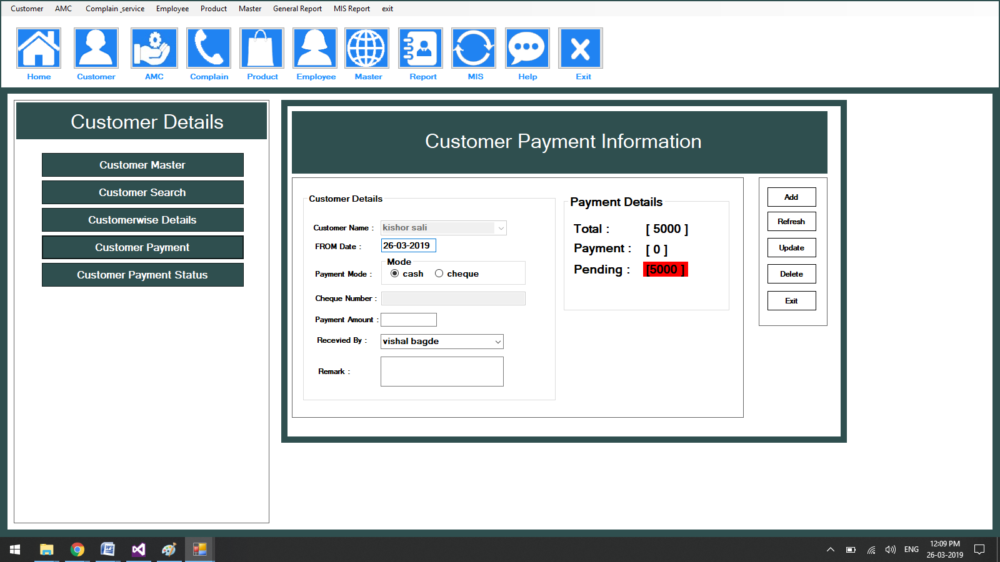 Customer AMC Complain _service Employee Product Master General Report MIS Report exit
Home Customer AMC Complain Product Employee Master Report MIS Help Exit
Customer Details
Customer Master
Customer Search
Customerwise Details
Customer Payment
Customer Payment Status
Customer Payment Information
Customer Details
Customer Name : kishor sali
FROM Date : 26-03-2019
Mode
Payment Mode : cash cheque
Cheque Number :
Payment Amount :
Recevied By : vishal bagde
Remark :
Payment Details
Total : [ 5000 ]
Payment : [ 0 ]
Pending : [5000 ]
Add
Refresh
Update
Delete
Exit
ENG
12:09 PM
26-03-2019